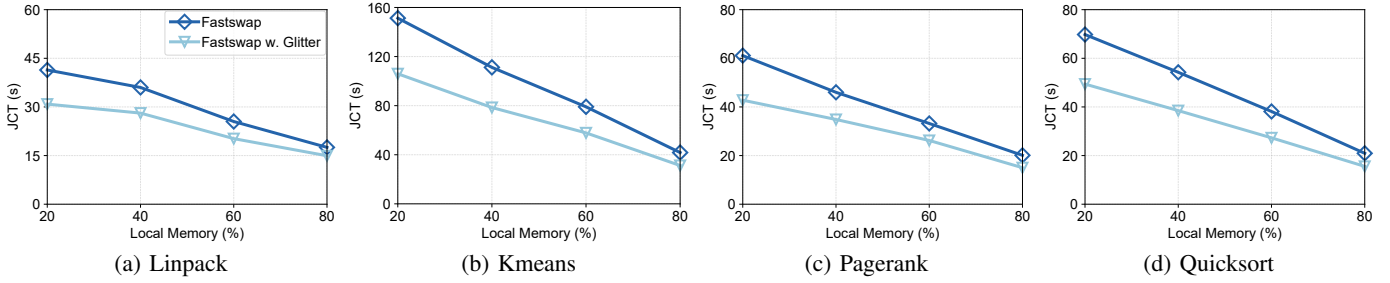 60
45
30
15
0
JCT (s)
20 40 60 80
Local Memory (%)
Fastswap
Fastswap w. Glitter
(a) Linpack
160
120
80
40
0
JCT (s)
20 40 60 80
Local Memory (%)
(b) Kmeans
80
60
40
20
0
JCT (s)
20 40 60 80
Local Memory (%)
(c) Pagerank
80
60
40
20
0
JCT (s)
20 40 60 80
Local Memory (%)
(d) Quicksort